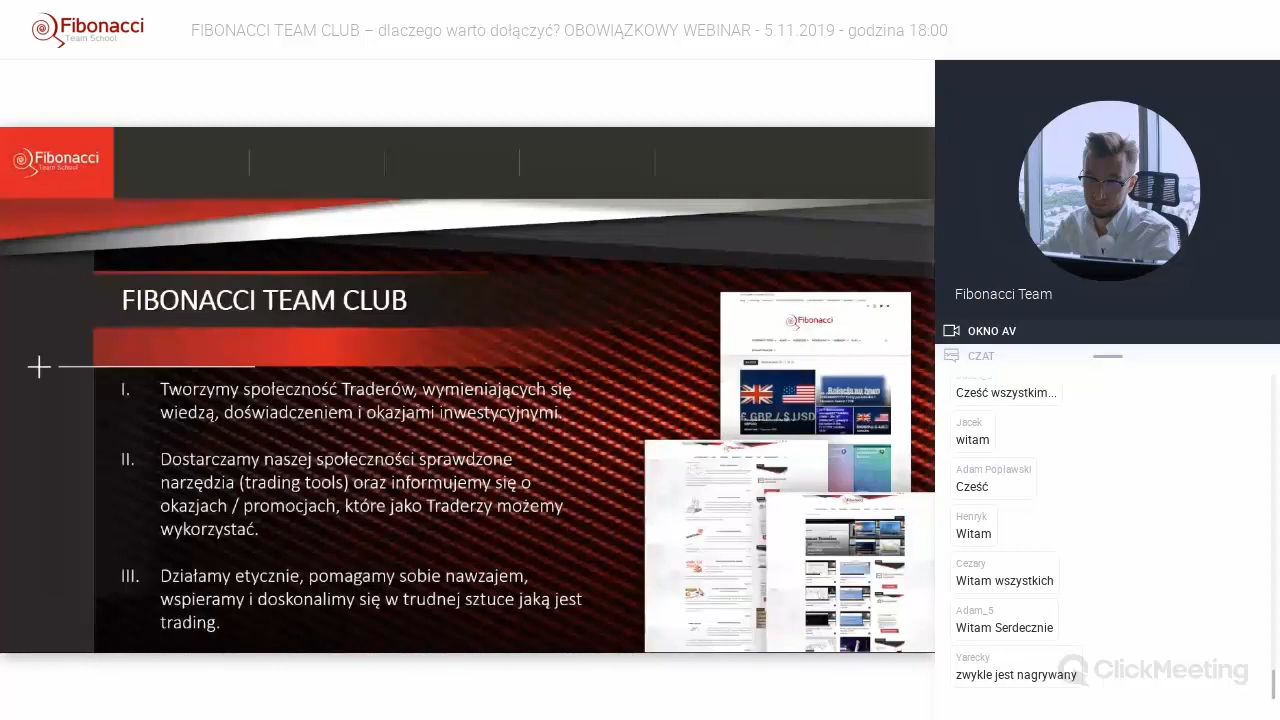 Fibonacci
Team School
FIBONACCI TEAM CLUB – dlaczego warto dołączyć? OBOWIĄZKOWY WEBINAR - 5.11.2019 - godzina 18:00
Fibonacci
Team School
FIBONACCI TEAM CLUB
I. Tworzymy społeczność Traderów, wymieniających się
wiedzą, doświadczeniem i okazjami inwestycyjnymi.
II. Dostarczamy naszej społeczności sprawdzone
narzędzia (trading tools) oraz informujemy się o
okazjach / promocjach, które jako Traderzy możemy
wykorzystać.
III. Działamy etycznie, pomagamy sobie nawzajem,
wspieramy i doskonalimy się w trudnej sztuce jaką jest
trading.
Fibonacci
£ GBP / $ USD
Fibonacci Team
OKNO AV
CZAT
Cześć wszystkim...
Jacek
witam
Adam Popławski
Cześć
Henryk
Witam
Cezary
Witam wszystkich
Adam_5
Witam Serdecznie
Yarecky
zwykle jest nagrywany
ClickMeeting